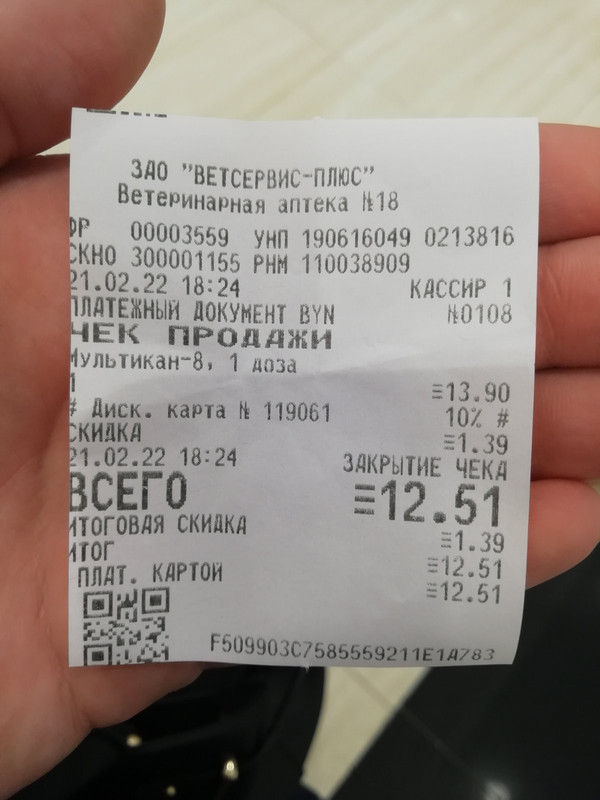 ЗАО "ВЕТСЕРВИС-ПЛЮС"
Ветеринарная аптека №18
ФР 00003559 УНП 190616049 0213816
СКНО 300001155 РНМ 110038909
21.02.22 18:24 КАССИР 1
ПЛАТЕЖНЫЙ ДОКУМЕНТ BYN №0108
ЧЕК ПРОДАЖИ
Мультикан-8, 1 доза
1 ≡13.90
# Диск. карта № 119061 10% #
СКИДКА ≡1.39
21.02.22 18:24 ЗАКРЫТИЕ ЧЕКА
ВСЕГО ≡12.51
ИТОГОВАЯ СКИДКА ≡1.39
ИТОГ ≡12.51
ПЛАТ. КАРТОЙ ≡12.51
F509903C7585559211E1A783